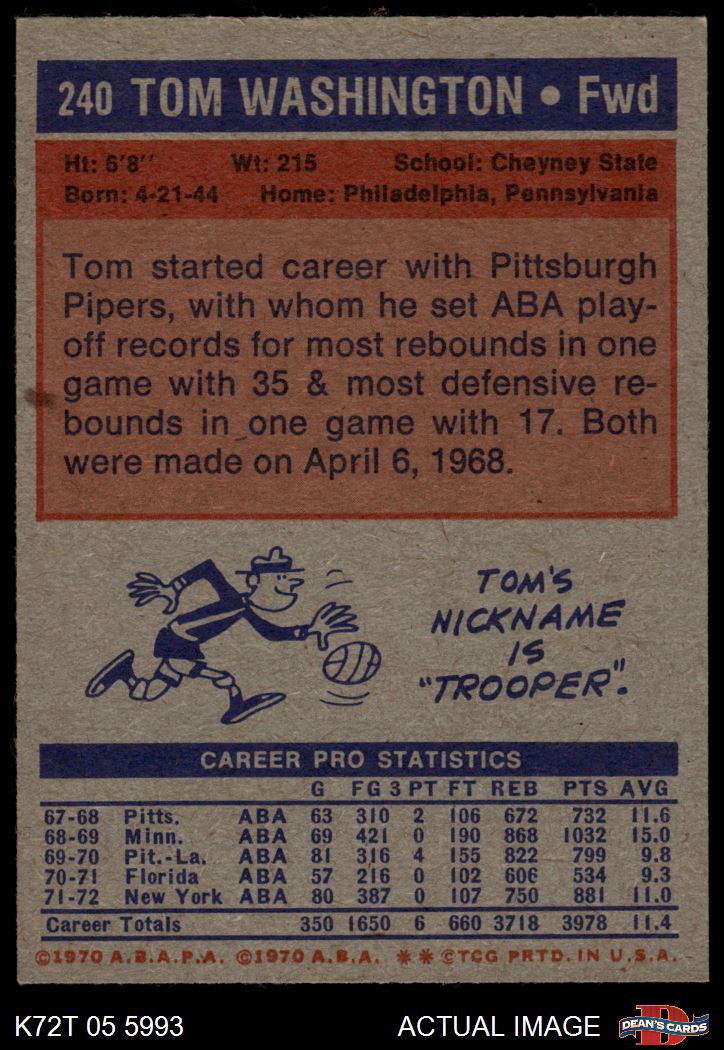 240 TOM WASHINGTON • Fwd
Ht: 6'8'' Wt: 215 School: Cheyney State
Born: 4-21-44 Home: Philadelphia, Pennsylvania
Tom started career with Pittsburgh
Pipers, with whom he set ABA play-
off records for most rebounds in one
game with 35 & most defensive re-
bounds in one game with 17. Both
were made on April 6, 1968.
TOM'S
NICKNAME
IS
"TROOPER".
CAREER PRO STATISTICS
G FG 3 PT FT REB PTS AVG
67-68 Pitts. ABA 63 310 2 106 672 732 11.6
68-69 Minn. ABA 69 421 0 190 868 1032 15.0
69-70 Pit.-La. ABA 81 316 4 155 822 799 9.8
70-71 Florida ABA 57 216 0 102 606 534 9.3
71-72 New York ABA 80 387 0 107 750 881 11.0
Career Totals 350 1650 6 660 3718 3978 11.4
©1970 A.B.A.P.A. ©1970 A.B.A. ** ©TCG PRTD. IN U.S.A.
K72T 05 5993 ACTUAL IMAGE DEAN'S CARDS